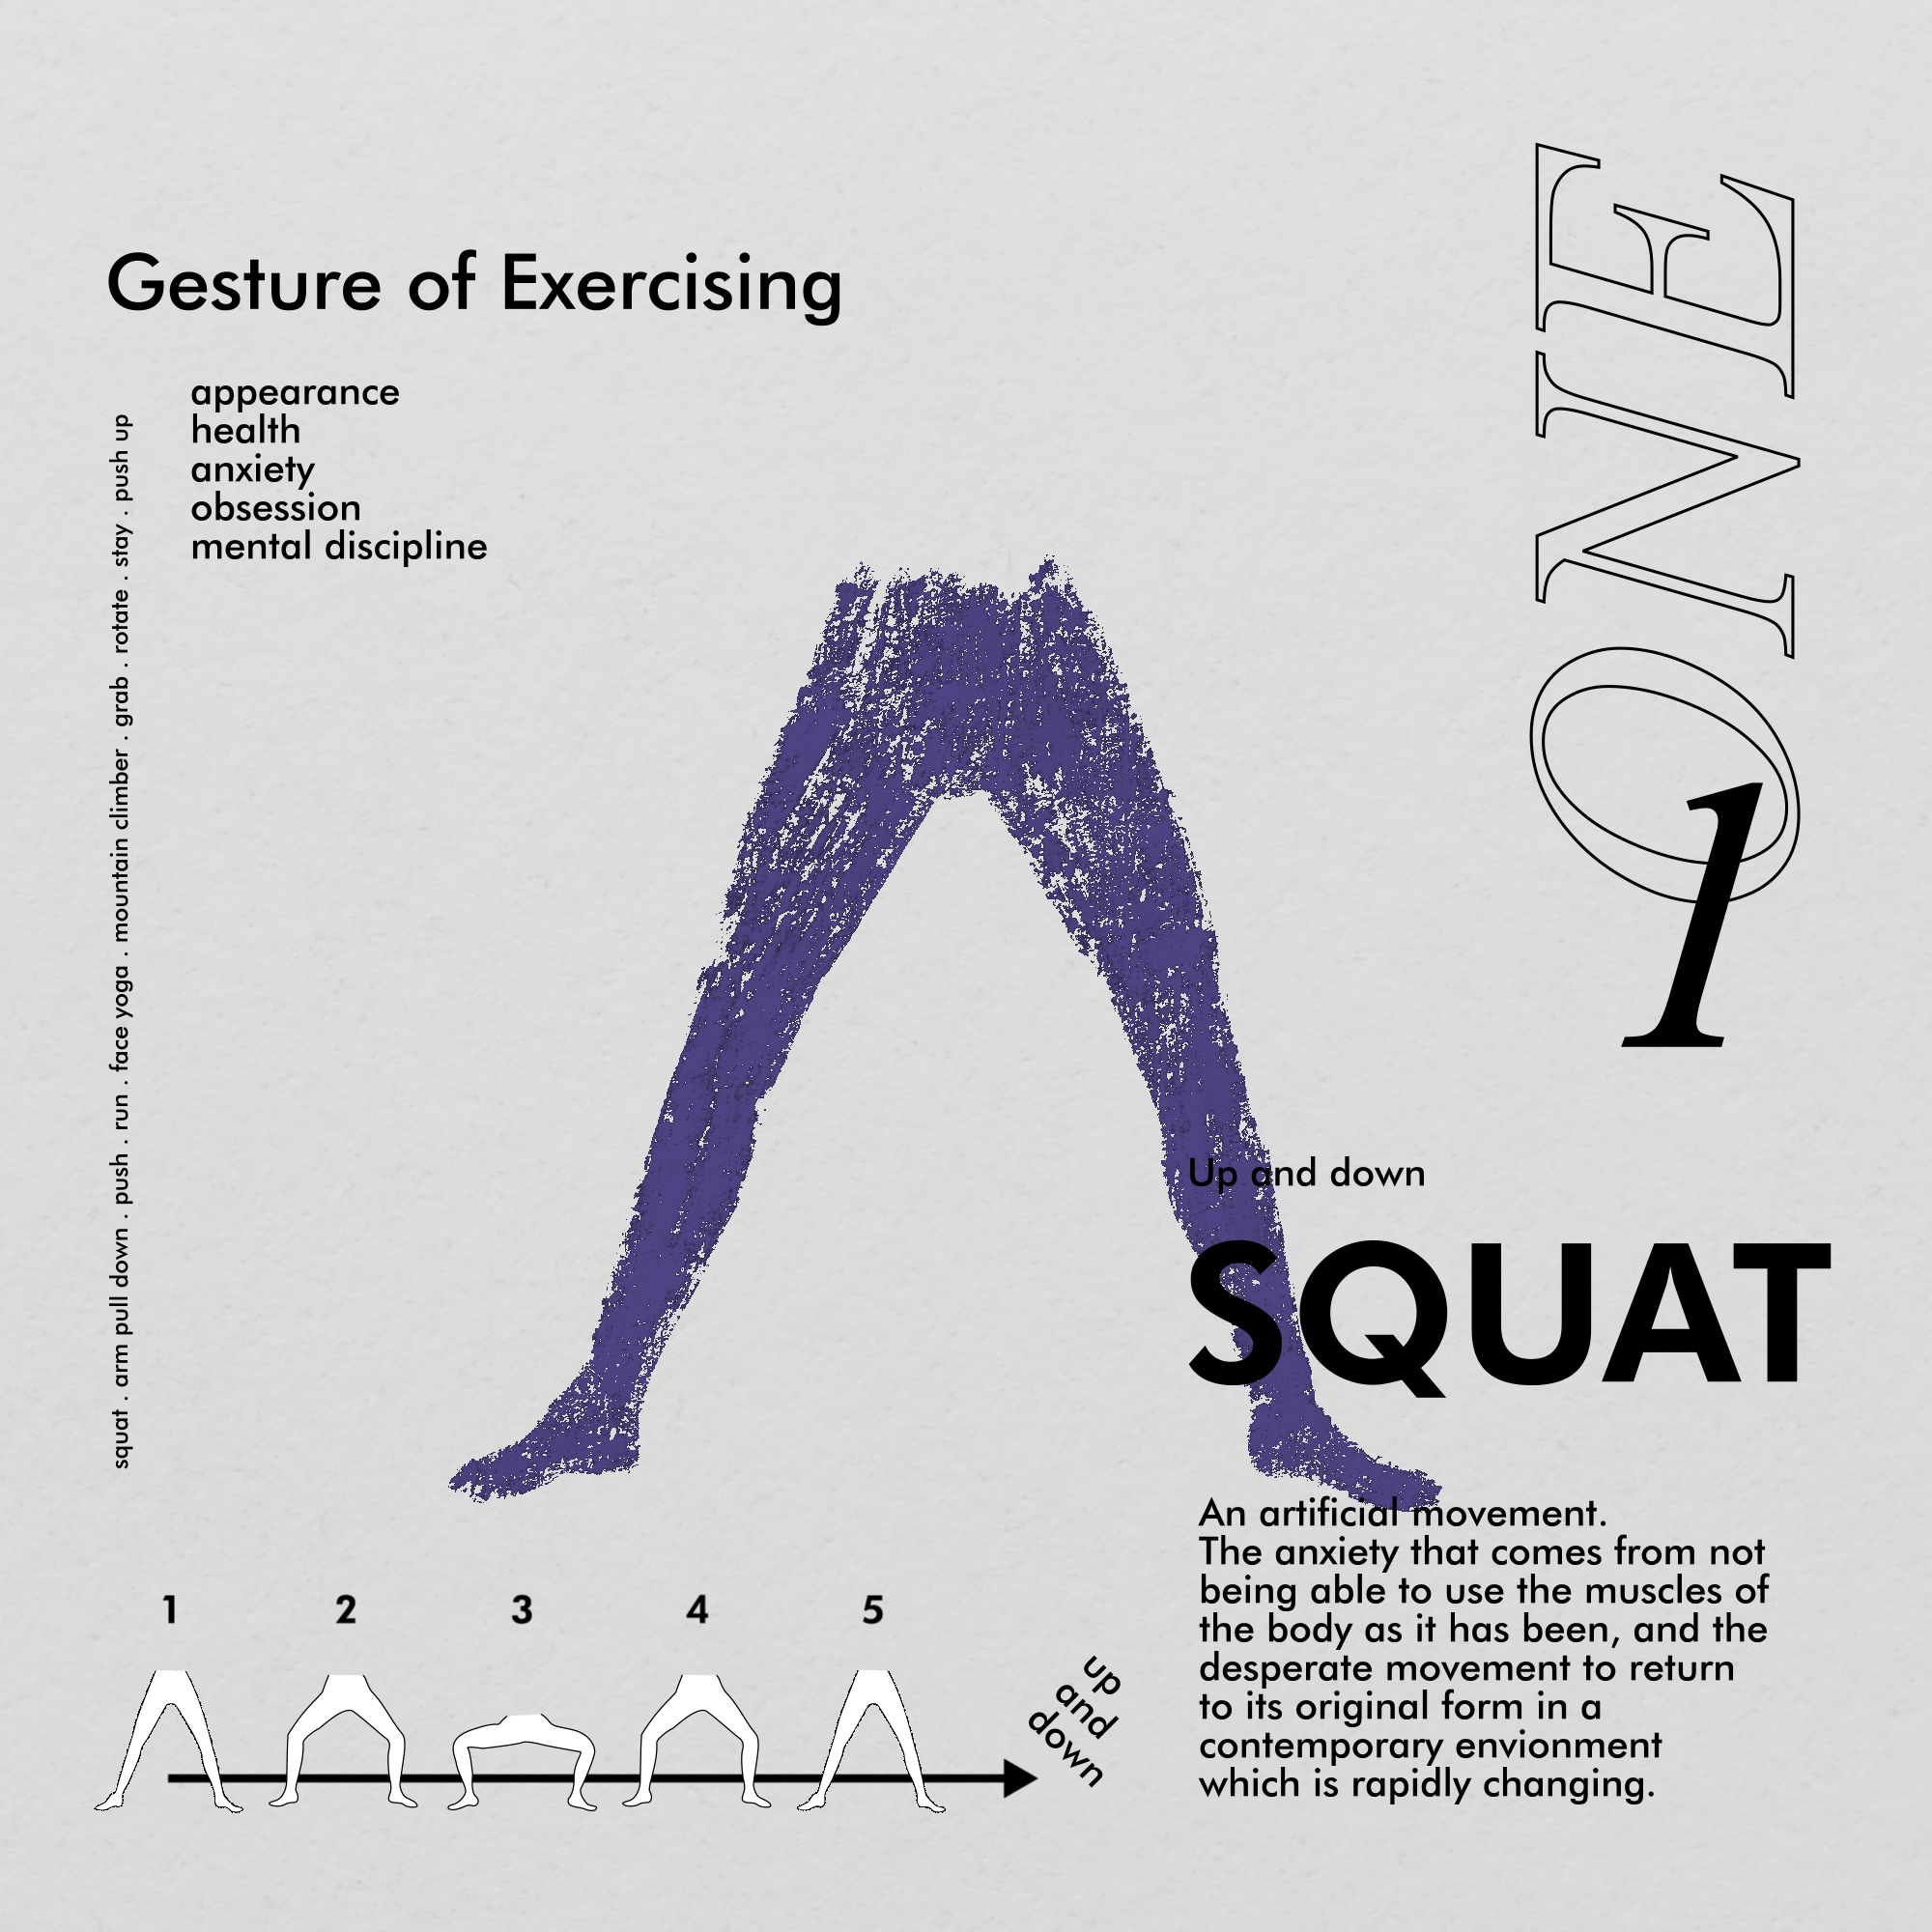 Gesture of Exercising
appearance
health
anxiety
obsession
mental discipline
squat . arm pull down . push . run . face yoga . mountain climber . grab . rotate . stay . push up
ONE
1
Up and down
SQUAT
An artificial movement.
The anxiety that comes from not
being able to use the muscles of
the body as it has been, and the
desperate movement to return
to its original form in a
contemporary envionment
which is rapidly changing.
1 2 3 4 5
up
and
down